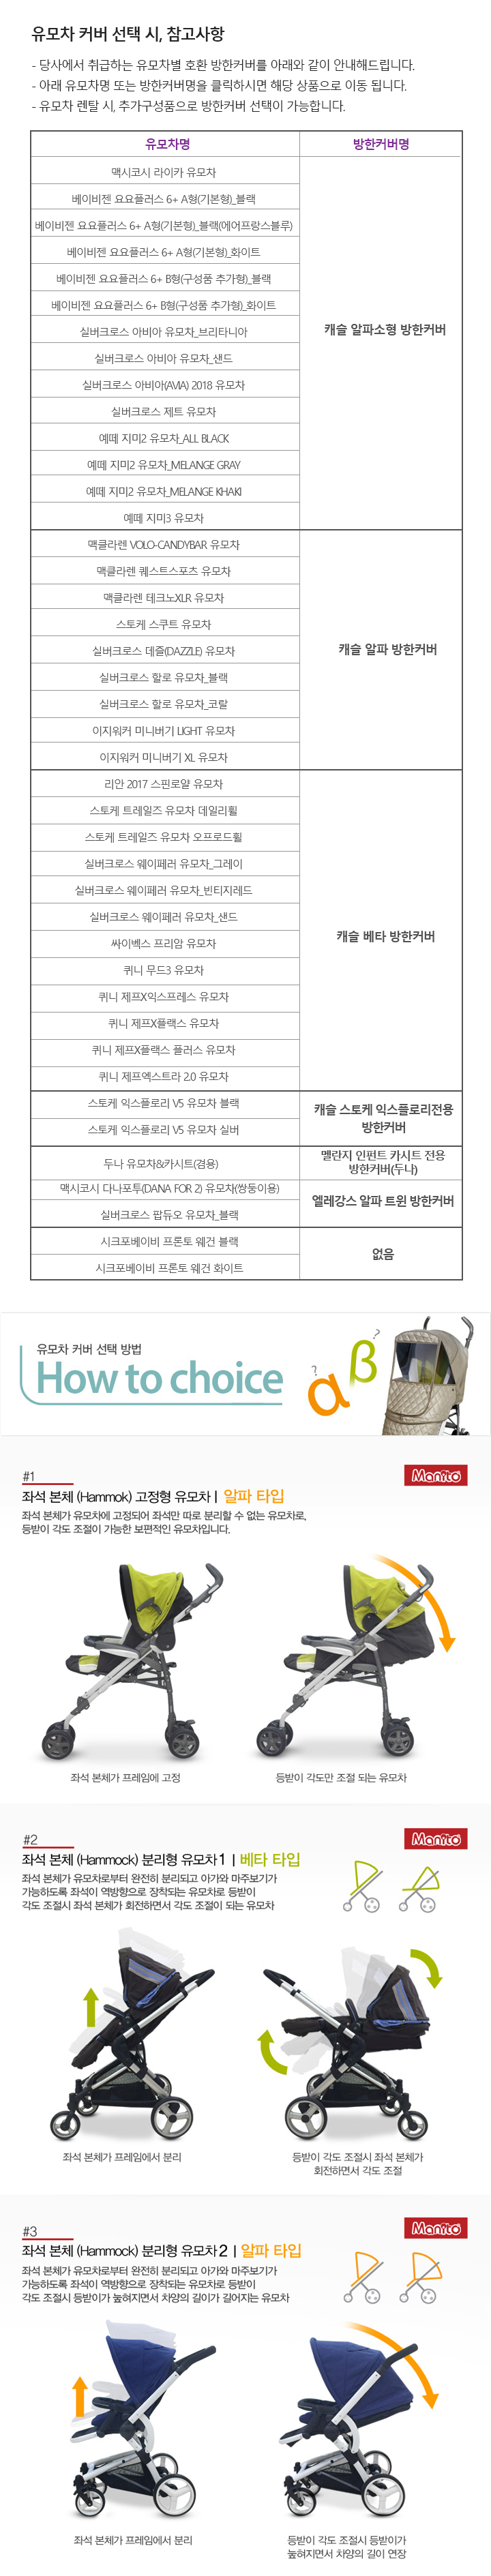 유모차 커버 선택 시, 참고사항
- 당사에서 취급하는 유모차별 호환 방한커버를 아래와 같이 안내해드립니다.
- 아래 유모차명 또는 방한커버명을 클릭하시면 해당 상품으로 이동 됩니다.
- 유모차 렌탈 시, 추가구성품으로 방한커버 선택이 가능합니다.
유모차명
방한커버명
맥시코시 라이카 유모차
베이비젠 요요플러스 6+ A형(기본형)_블랙
베이비젠 요요플러스 6+ A형(기본형)_블랙(에어프랑스블루)
베이비젠 요요플러스 6+ A형(기본형)_화이트
베이비젠 요요플러스 6+ B형(구성품 추가형)_블랙
베이비젠 요요플러스 6+ B형(구성품 추가형)_화이트
실버크로스 아비아 유모차_브리타니아
실버크로스 아비아 유모차_샌드
실버크로스 아비아(AVIA) 2018 유모차
실버크로스 제트 유모차
예떼 지미2 유모차_ALL BLACK
예떼 지미2 유모차_MELANGE GRAY
예떼 지미2 유모차_MELANGE KHAKI
예떼 지미3 유모차
캐슬 알파소형 방한커버
맥클라렌 VOLO-CANDYBAR 유모차
맥클라렌 퀘스트스포츠 유모차
맥클라렌 테크노XLR 유모차
스토케 스쿠트 유모차
실버크로스 데즐(DAZZLE) 유모차
실버크로스 할로 유모차_블랙
실버크로스 할로 유모차_코랄
이지워커 미니버기 LIGHT 유모차
이지워커 미니버기 XL 유모차
캐슬 알파 방한커버
리안 2017 스핀로얄 유모차
스토케 트레일즈 유모차 데일리휠
스토케 트레일즈 유모차 오프로드휠
실버크로스 웨이페러 유모차_그레이
실버크로스 웨이페러 유모차_빈티지레드
실버크로스 웨이페러 유모차_샌드
싸이벡스 프리암 유모차
퀴니 무드3 유모차
퀴니 제프X익스프레스 유모차
퀴니 제프X플랙스 유모차
퀴니 제프X플랙스 플러스 유모차
퀴니 제프엑스트라 2.0 유모차
캐슬 베타 방한커버
스토케 익스플로리 V5 유모차 블랙
스토케 익스플로리 V5 유모차 실버
캐슬 스토케 익스플로리전용
방한커버
두나 유모차&카시트(겸용)
멜란지 인펀트 카시트 전용
방한커버(두나)
맥시코시 다나포투(DANA FOR 2) 유모차(쌍둥이용)
실버크로스 팝듀오 유모차_블랙
엘레강스 알파 트윈 방한커버
시크포베이비 프론토 웨건 블랙
시크포베이비 프론토 웨건 화이트
없음
유모차 커버 선택 방법
How to choice
? α ? β
#1
Manito
좌석 본체 (Hammok) 고정형 유모차 | 알파 타입
좌석 본체가 유모차에 고정되어 좌석만 따로 분리할 수 없는 유모차로,
등받이 각도 조절이 가능한 보편적인 유모차입니다.
좌석 본체가 프레임에 고정
등받이 각도만 조절 되는 유모차
#2
Manito
좌석 본체 (Hammock) 분리형 유모차 1 | 베타 타입
좌석 본체가 유모차로부터 완전히 분리되고 아가와 마주보기가
가능하도록 좌석이 역방향으로 장착되는 유모차로 등받이
각도 조절시 좌석 본체가 회전하면서 각도 조절이 되는 유모차
좌석 본체가 프레임에서 분리
등받이 각도 조절시 좌석 본체가
회전하면서 각도 조절
#3
Manito
좌석 본체 (Hammock) 분리형 유모차 2 | 알파 타입
좌석 본체가 유모차로부터 완전히 분리되고 아가와 마주보기가
가능하도록 좌석이 역방향으로 장착되는 유모차로 등받이
각도 조절시 등받이가 눕혀지면서 차양의 길이가 길어지는 유모차
좌석 본체가 프레임에서 분리
등받이 각도 조절시 등받이가
눕혀지면서 차양의 길이 연장